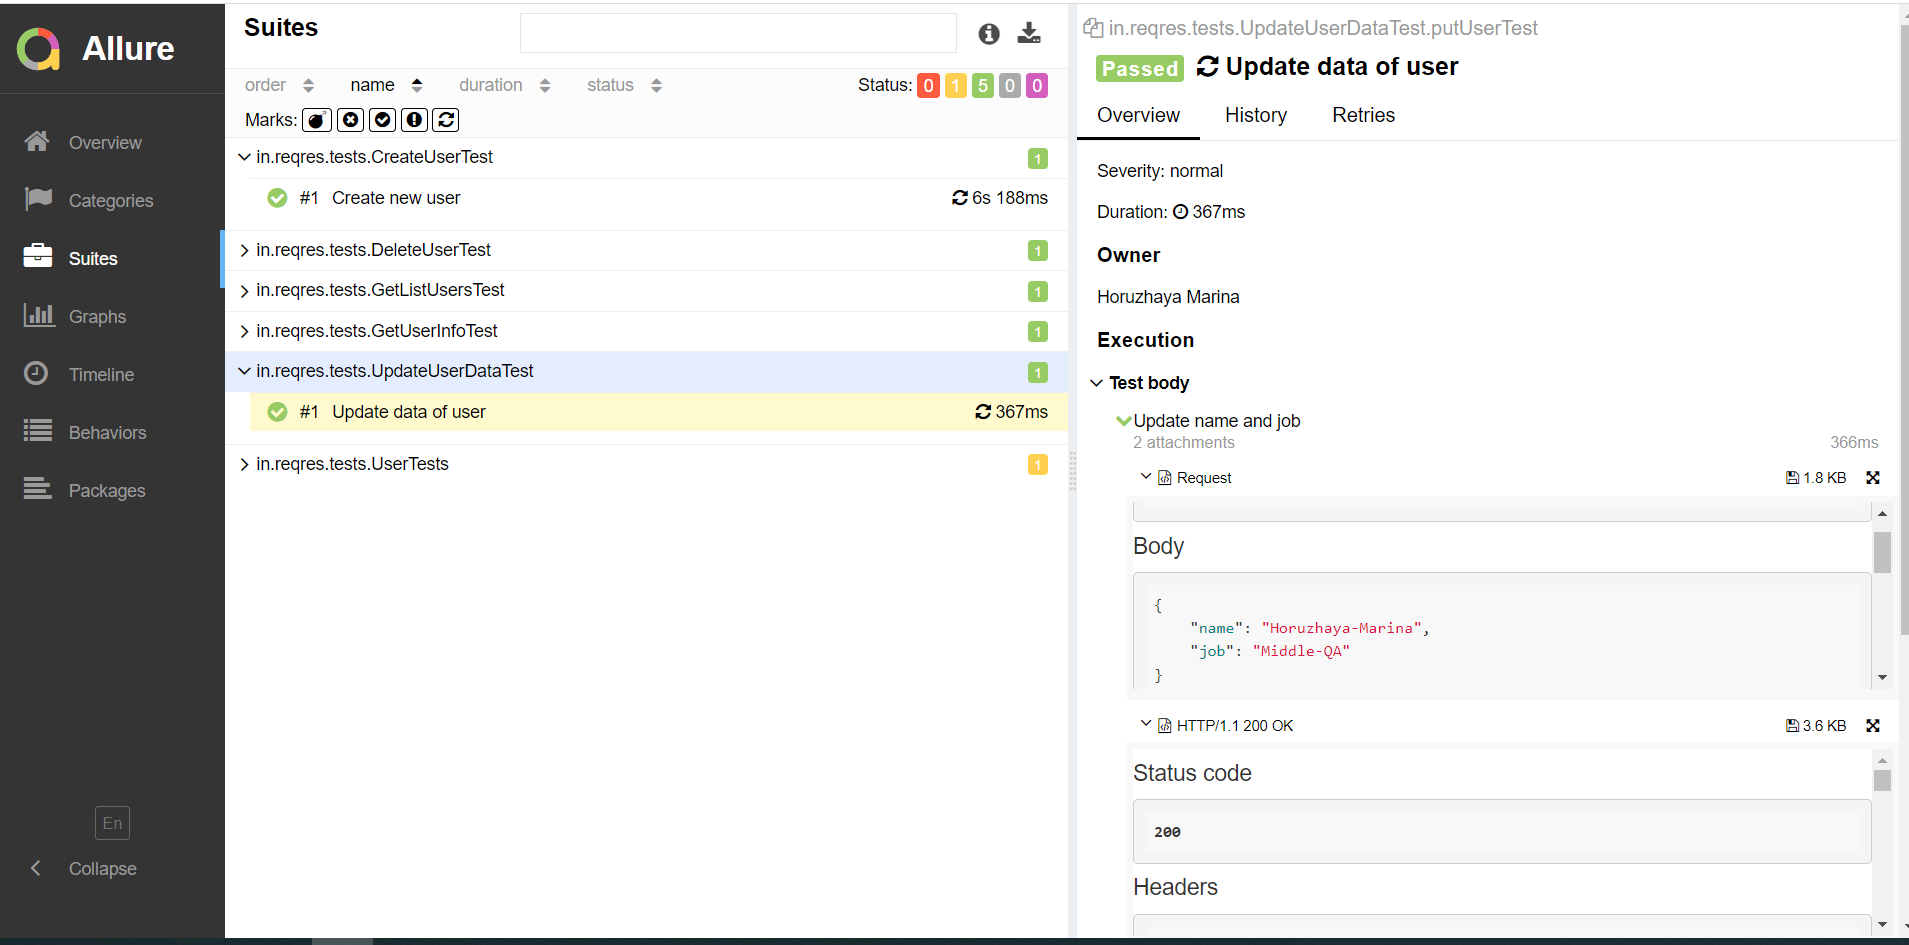 Allure
Overview
Categories
Suites
Graphs
Timeline
Behaviors
Packages
En
Collapse
Suites
order name duration status Status: 0 1 5 0 0
Marks:
in.reqres.tests.CreateUserTest 1
#1 Create new user 6s 188ms
in.reqres.tests.DeleteUserTest 1
in.reqres.tests.GetListUsersTest 1
in.reqres.tests.GetUserInfoTest 1
in.reqres.tests.UpdateUserDataTest 1
#1 Update data of user 367ms
in.reqres.tests.UserTests 1
in.reqres.tests.UpdateUserDataTest.putUserTest
Passed Update data of user
Overview History Retries
Severity: normal
Duration: 367ms
Owner
Horuzhaya Marina
Execution
Test body
Update name and job
2 attachments 366ms
Request 1.8 KB
Body
{
"name": "Horuzhaya-Marina",
"job": "Middle-QA"
}
HTTP/1.1 200 OK 3.6 KB
Status code
200
Headers